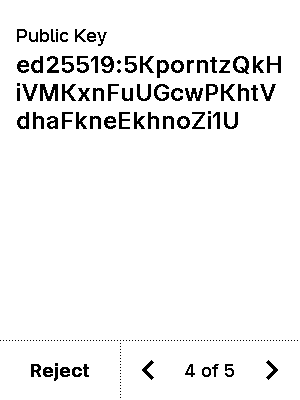 Public Key
ed25519:5KporntzQkH
iVMKxnFuUGcwPKhtV
dhaFkneEkhnoZi1U
Reject
4 of 5